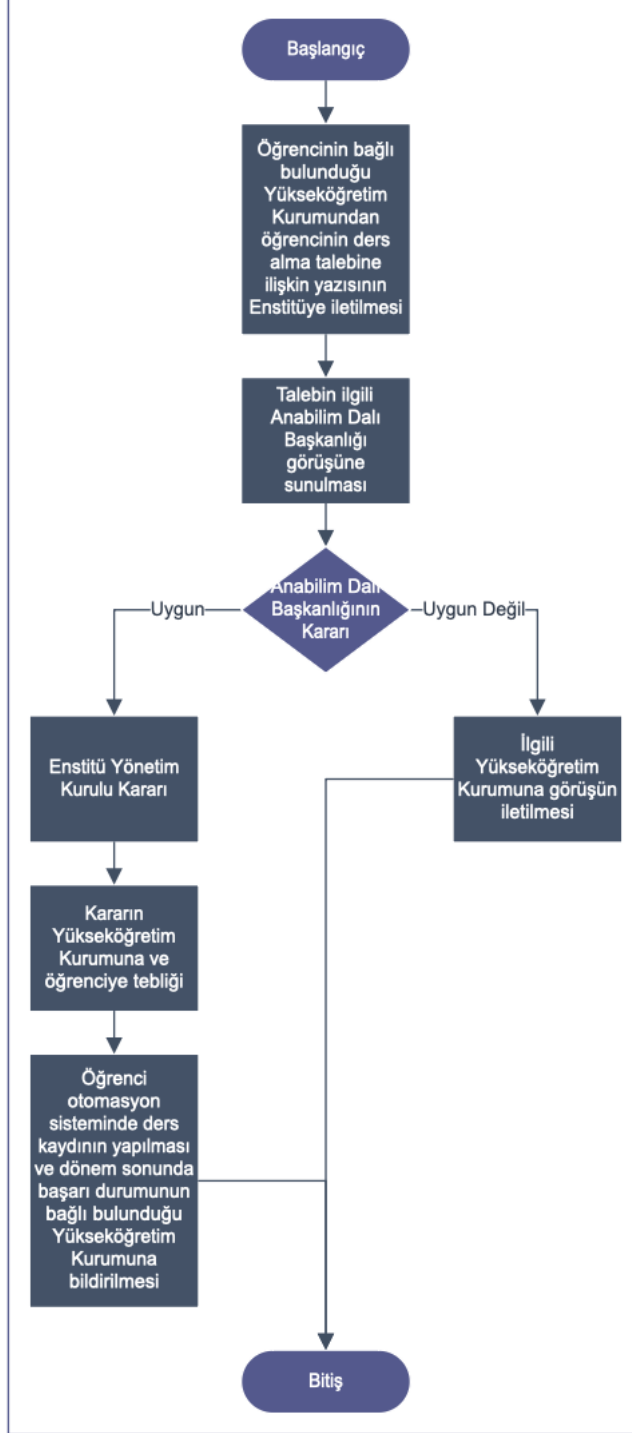 Başlangıç
Öğrencinin bağlı
bulunduğu
Yükseköğretim
Kurumundan
öğrencinin ders
alma talebine
ilişkin yazısının
Enstitüye iletilmesi
Talebin ilgili
Anabilim Dalı
Başkanlığı
görüşüne
sunulması
Anabilim Dalı
Başkanlığının
Kararı
Uygun
Uygun Değil
Enstitü Yönetim
Kurulu Kararı
İlgili
Yükseköğretim
Kurumuna görüşün
iletilmesi
Kararın
Yükseköğretim
Kurumuna ve
öğrenciye tebliği
Öğrenci
otomasyon
sisteminde ders
kaydının yapılması
ve dönem sonunda
başarı durumunun
bağlı bulunduğu
Yükseköğretim
Kurumuna
bildirilmesi
Bitiş